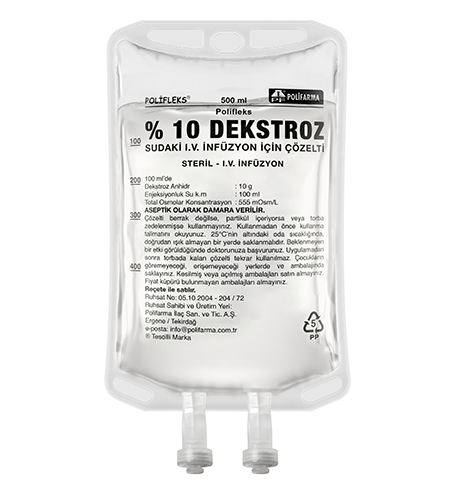 POLİFLEKS® 500 ml PF POLİFARMA
Polifleks
% 10 DEKSTROZ
SUDAKİ I.V. İNFÜZYON İÇİN ÇÖZELTİ
STERİL - I.V. İNFÜZYON
100
200
300
400
100 ml'de
Dekstroz Anhidr : 10 g
Enjeksiyonluk Su k.m : 100 ml
Total Osmolar Konsantrasyon : 555 mOsm/L
ASEPTİK OLARAK DAMARA VERİLİR.
Çözelti berrak değilse, partikül içeriyorsa veya torba
zedelenmişse kullanmayınız. Kullanmadan önce kullanma
talimatını okuyunuz. 25°C'nin altındaki oda sıcaklığında,
doğrudan ışık almayan bir yerde saklanmalıdır. Beklenmeyen
bir etki görüldüğünde doktorunuza başvurunuz. Uygulamadan
sonra torbada kalan çözelti tekrar kullanılmaz. Çocukların
göremeyeceği, erişemeyeceği yerlerde ve ambalajında
saklayınız. Kesilmiş veya açılmış ambalajları satın almayınız.
Fiyat küpürü bulunmayan ambalajları almayınız.
Reçete ile satılır.
Ruhsat No: 05.10.2004 - 204 / 72
Ruhsat Sahibi ve Üretim Yeri:
Polifarma İlaç San. ve Tic. A.Ş.
Ergene / Tekirdağ
e-posta: info@polifarma.com.tr
® Tescilli Marka
5
PP